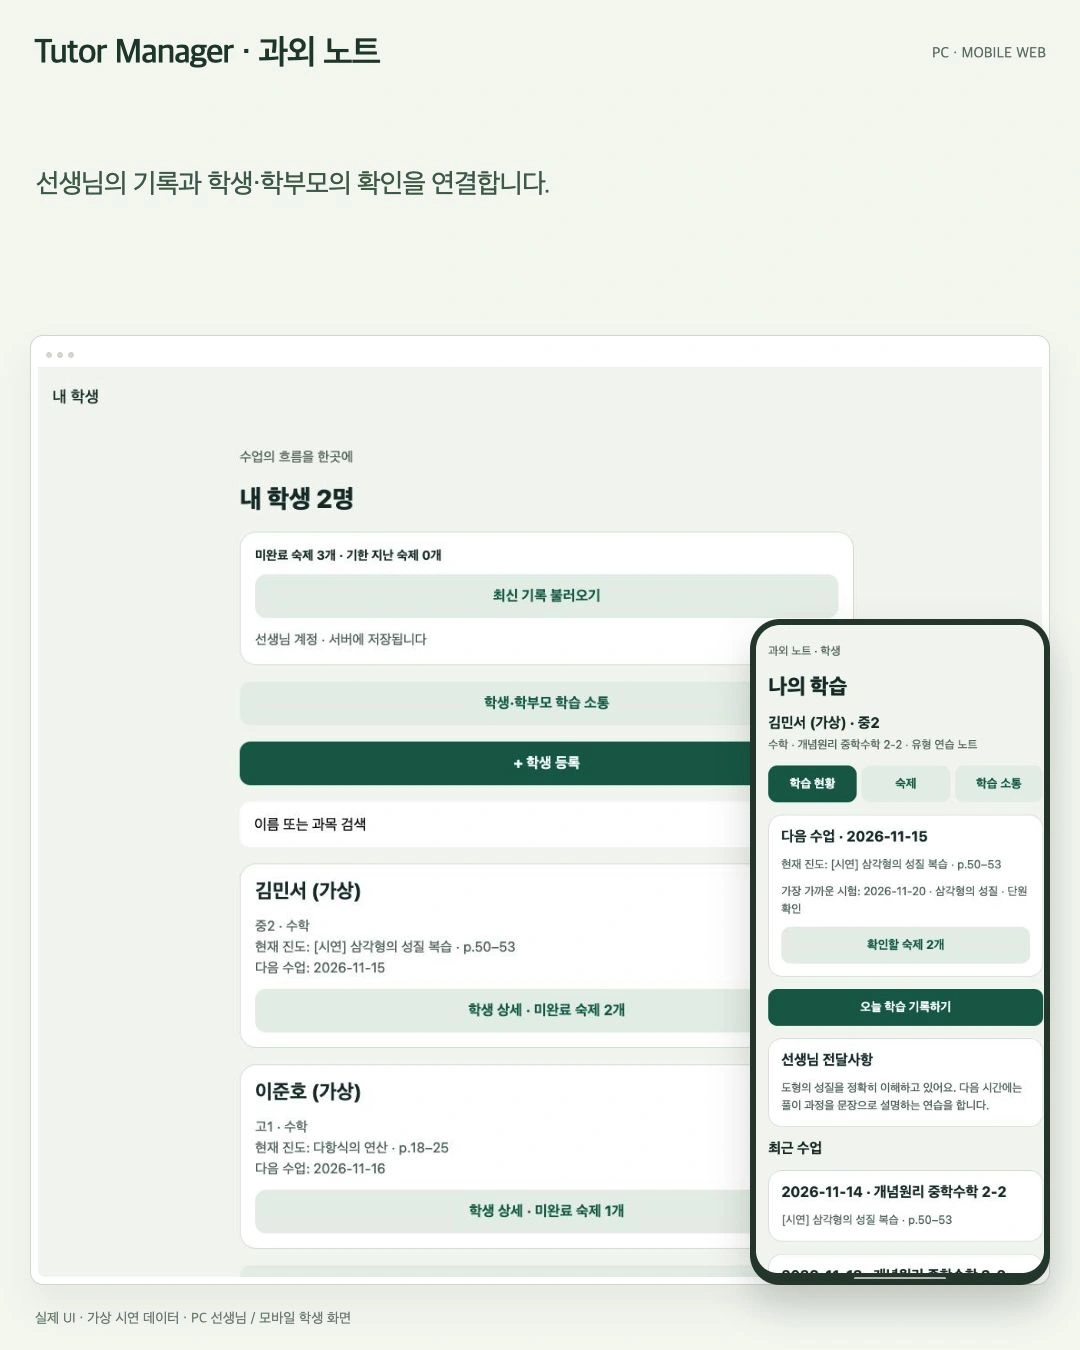 Tutor Manager · 과외 노트
PC · MOBILE WEB
선생님의 기록과 학생·학부모의 확인을 연결합니다.
내 학생
수업의 흐름을 한곳에
내 학생 2명
미완료 숙제 3개 · 기한 지난 숙제 0개
최신 기록 불러오기
선생님 계정 · 서버에 저장됩니다
학생·학부모 학습 소통
+ 학생 등록
이름 또는 과목 검색
김민서 (가상)
중2 · 수학
현재 진도: [시연] 삼각형의 성질 복습 · p.50–53
다음 수업: 2026-11-15
학생 상세 · 미완료 숙제 2개
이준호 (가상)
고1 · 수학
현재 진도: 다항식의 연산 · p.18–25
다음 수업: 2026-11-16
학생 상세 · 미완료 숙제 1개
과외 노트 · 학생
나의 학습
김민서 (가상) · 중2
수학 · 개념원리 중학수학 2-2 · 유형 연습 노트
학습 현황
숙제
학습 소통
다음 수업 · 2026-11-15
현재 진도: [시연] 삼각형의 성질 복습 · p.50–53
가장 가까운 시험: 2026-11-20 · 삼각형의 성질 · 단원
확인
확인할 숙제 2개
오늘 학습 기록하기
선생님 전달사항
도형의 성질을 정확히 이해하고 있어요. 다음 시간에는
풀이 과정을 문장으로 설명하는 연습을 합니다.
최근 수업
2026-11-14 · 개념원리 중학수학 2-2
[시연] 삼각형의 성질 복습 · p.50–53
실제 UI · 가상 시연 데이터 · PC 선생님 / 모바일 학생 화면